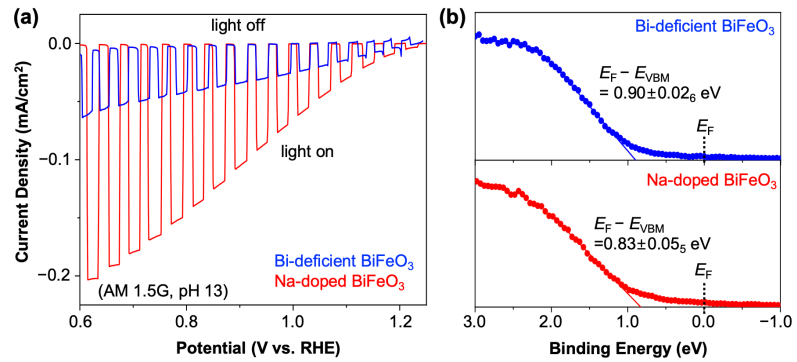 (a)
light off
0.0
−0.1
−0.2
Current Density (mA/cm²)
light on
Bi-deficient BiFeO₃
Na-doped BiFeO₃
(AM 1.5G, pH 13)
0.6 0.8 1.0 1.2
Potential (V vs. RHE)
(b)
Bi-deficient BiFeO₃
E_F − E_VBM
= 0.90±0.02₆ eV
E_F
Na-doped BiFeO₃
E_F − E_VBM
=0.83±0.05₅ eV
E_F
3.0 2.0 1.0 0.0 -1.0
Binding Energy (eV)